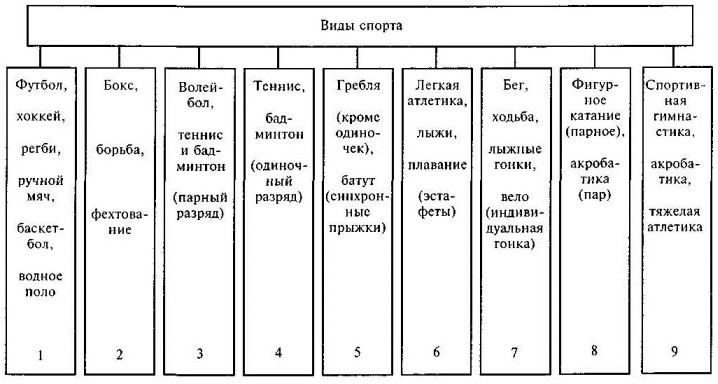 Виды спорта
Футбол,
хоккей,
регби,
ручной
мяч,
баскет-
бол,
водное
поло
1
Бокс,
борьба,
фехтова-
ние
2
Волей-
бол,
теннис
и бад-
минтон
(парный
разряд)
3
Теннис,
бад-
минтон
(одиноч-
ный
разряд)
4
Гребля
(кроме
одино-
чек),
батут
(синхрон-
ные
прыжки)
5
Легкая
атлетика,
лыжи,
плавание
(эста-
феты)
6
Бег,
ходьба,
лыжные
гонки,
вело
(индиви-
дуальная
гонка)
7
Фигур-
ное
катание
(парное),
акроба-
тика
(пар)
8
Спортив-
ная
гимна-
стика,
акроба-
тика,
тяжелая
атлетика
9